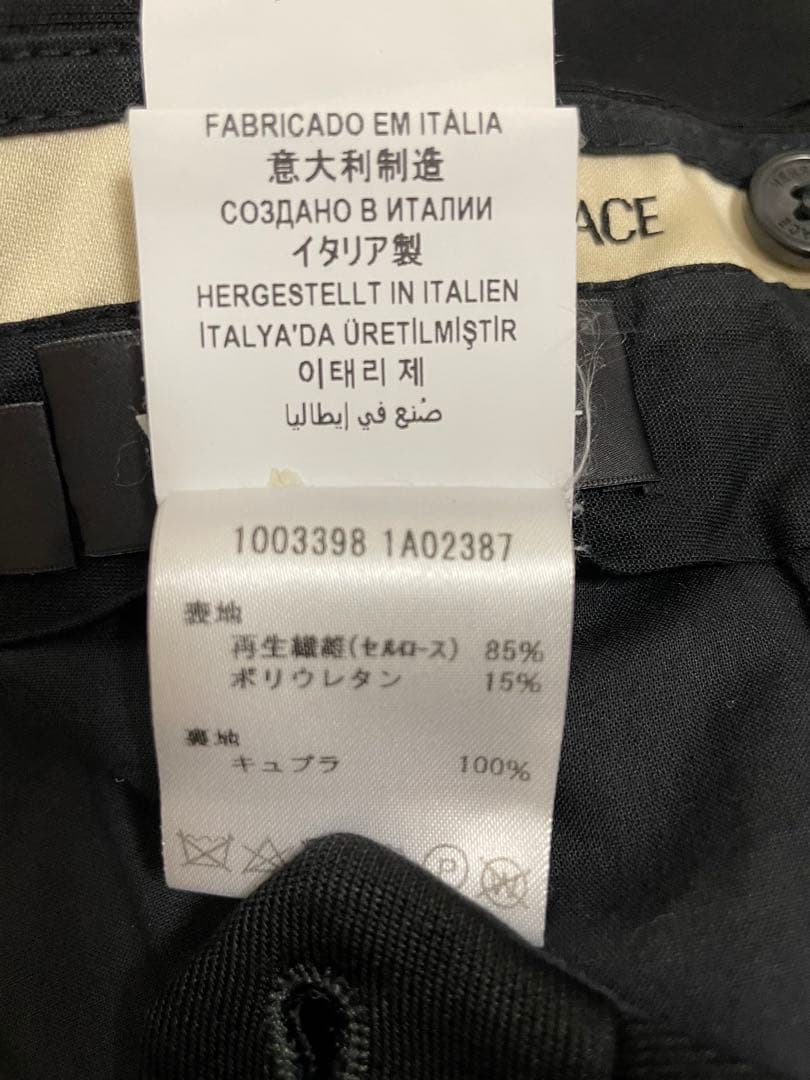 FABRICADO EM ITÁLIA
意大利制造
СОЗДАНО В ИТАЛИИ
イタリア製
HERGESTELLT IN ITALIEN
İTALYA'DA ÜRETİLMİŞTİR
이태리 제
صُنع في إيطاليا
ACE
1003398 1A02387
表地
再生繊維(セルロース) 85%
ポリウレタン 15%
裏地
キュプラ 100%
P
W